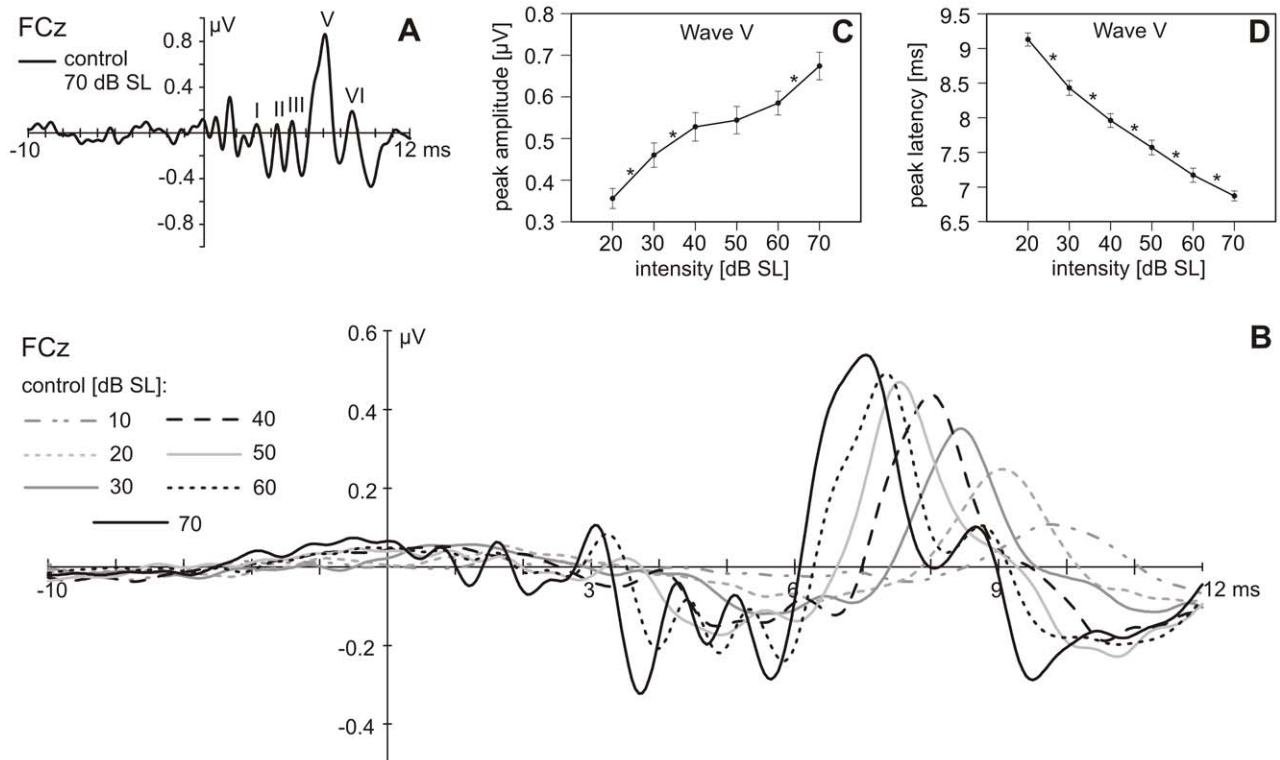 FCz
control
70 dB SL
µV
A
0.8
0.4
-0.4
-0.8
-10
12 ms
I
II
III
V
VI
C
Wave V
peak amplitude [µV]
0.8
0.7
0.6
0.5
0.4
0.3
* * *
20 30 40 50 60 70
intensity [dB SL]
D
Wave V
peak latency [ms]
9.5
9
8.5
8
7.5
7
6.5
* * * * *
20 30 40 50 60 70
intensity [dB SL]
B
FCz
control [dB SL]:
10 40
20 50
30 60
70
µV
0.6
0.4
0.2
-0.2
-0.4
-10 3 6 9 12 ms